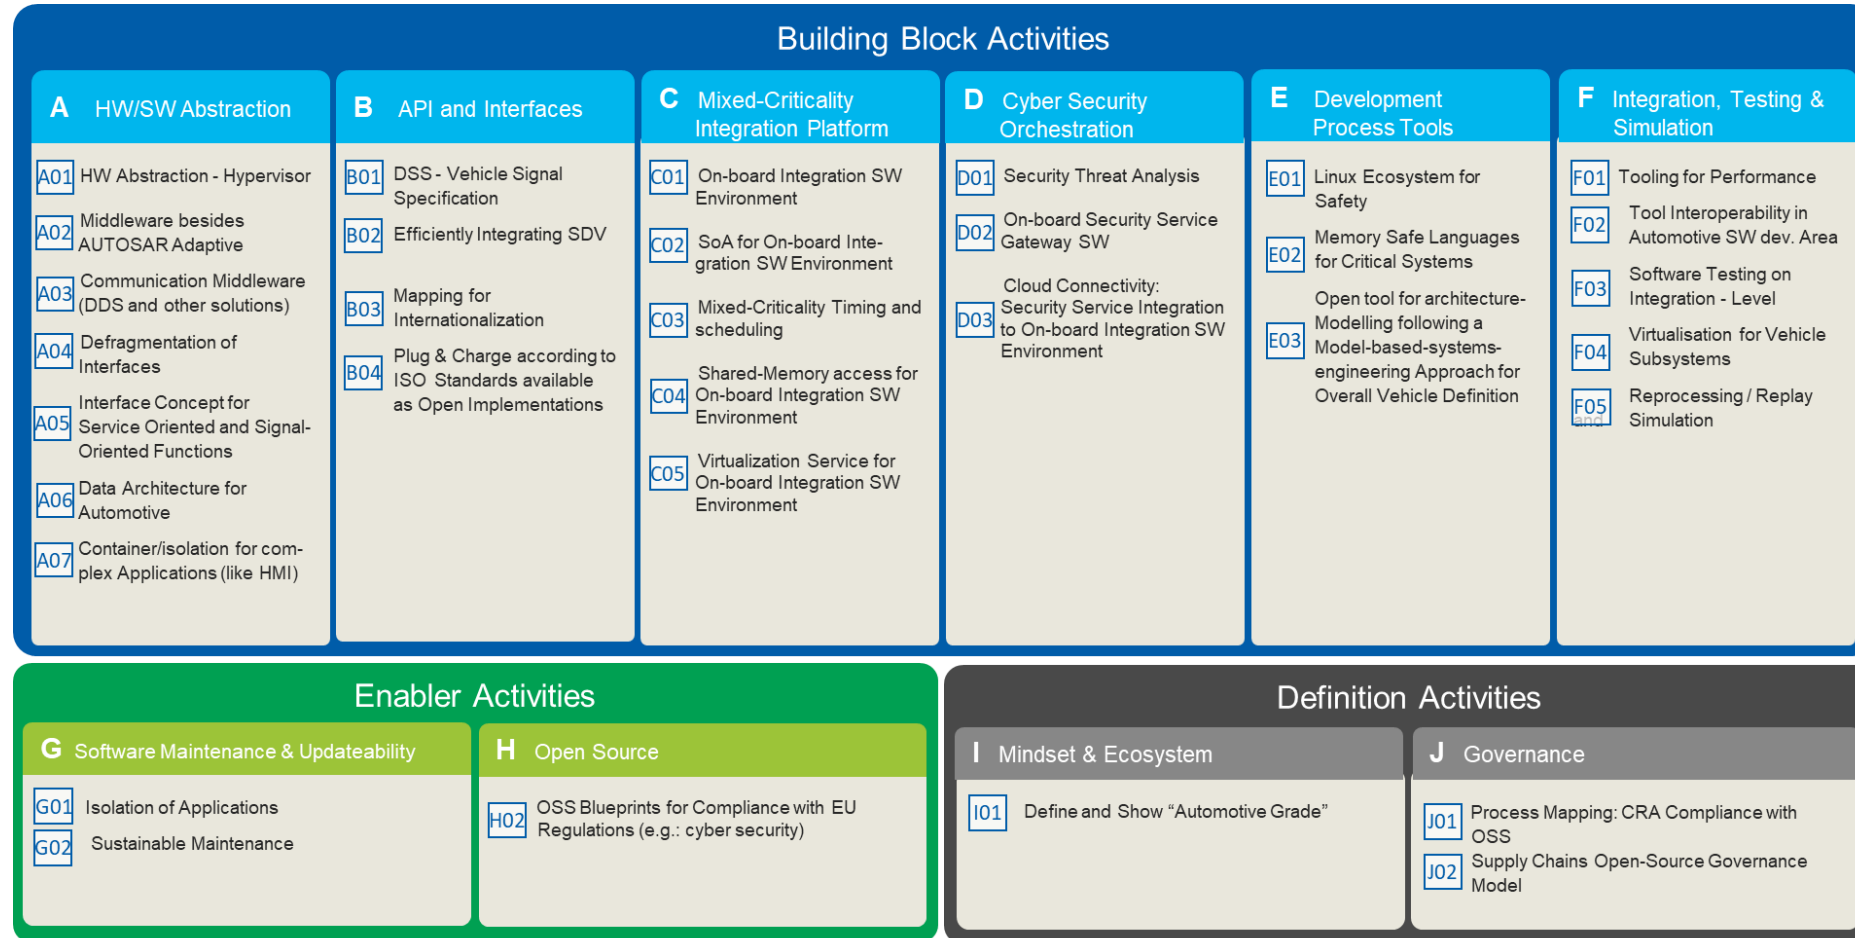 Building Block Activities
A HW/SW Abstraction
A01 HW Abstraction - Hypervisor
A02 Middleware besides
AUTOSAR Adaptive
A03 Communication Middleware
(DDS and other solutions)
A04 Defragmentation of
Interfaces
A05 Interface Concept for
Service Oriented and Signal-
Oriented Functions
A06 Data Architecture for
Automotive
A07 Container/isolation for com-
plex Applications (like HMI)
B API and Interfaces
B01 DSS - Vehicle Signal
Specification
B02 Efficiently Integrating SDV
B03 Mapping for
Internationalization
B04 Plug & Charge according to
ISO Standards available
as Open Implementations
C Mixed-Criticality
Integration Platform
C01 On-board Integration SW
Environment
C02 SoA for On-board Inte-
gration SW Environment
C03 Mixed-Criticality Timing and
scheduling
C04 Shared-Memory access for
On-board Integration SW
Environment
C05 Virtualization Service for
On-board Integration SW
Environment
D Cyber Security
Orchestration
D01 Security Threat Analysis
D02 On-board Security Service
Gateway SW
D03 Cloud Connectivity:
Security Service Integration
to On-board Integration SW
Environment
E Development
Process Tools
E01 Linux Ecosystem for
Safety
E02 Memory Safe Languages
for Critical Systems
E03 Open tool for architecture-
Modelling following a
Model-based-systems-
engineering Approach for
Overall Vehicle Definition
F Integration, Testing &
Simulation
F01 Tooling for Performance
F02 Tool Interoperability in
Automotive SW dev. Area
F03 Software Testing on
Integration - Level
F04 Virtualisation for Vehicle
Subsystems
F05 Reprocessing / Replay
and Simulation
Enabler Activities
G Software Maintenance & Updateability
G01 Isolation of Applications
G02 Sustainable Maintenance
H Open Source
H02 OSS Blueprints for Compliance with EU
Regulations (e.g.: cyber security)
Definition Activities
I Mindset & Ecosystem
I01 Define and Show “Automotive Grade”
J Governance
J01 Process Mapping: CRA Compliance with
OSS
J02 Supply Chains Open-Source Governance
Model